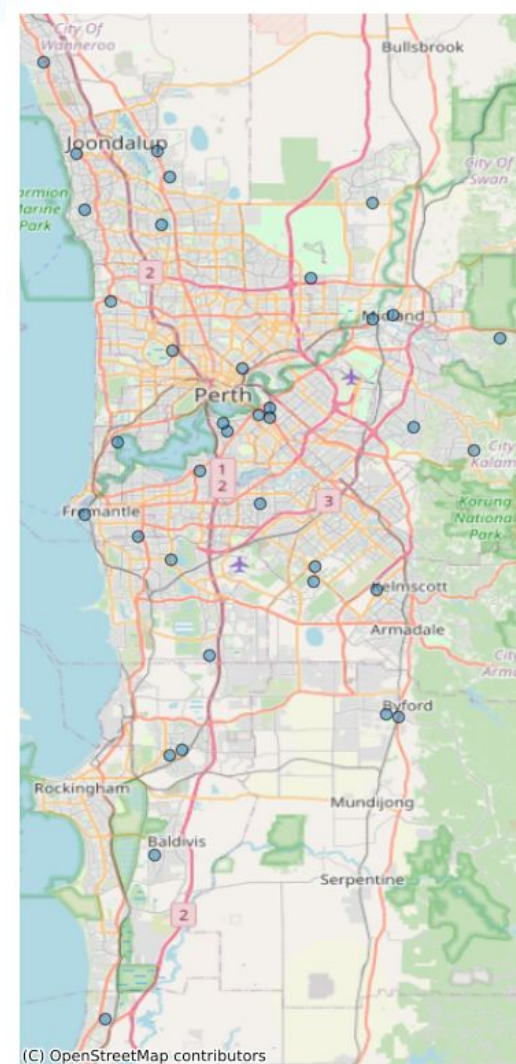 City Of
Wanneroo
Bullsbrook
Joondalup
City Of
Swan
armion
Marine
Park
2
Midland
Perth
City
Kalam
1
2
3
Fremantle
Korung
National
Park
Kelmscott
Armadale
City
Arma
Byford
Rockingham
Mundijong
Baldivis
Serpentine
2
(C) OpenStreetMap contributors